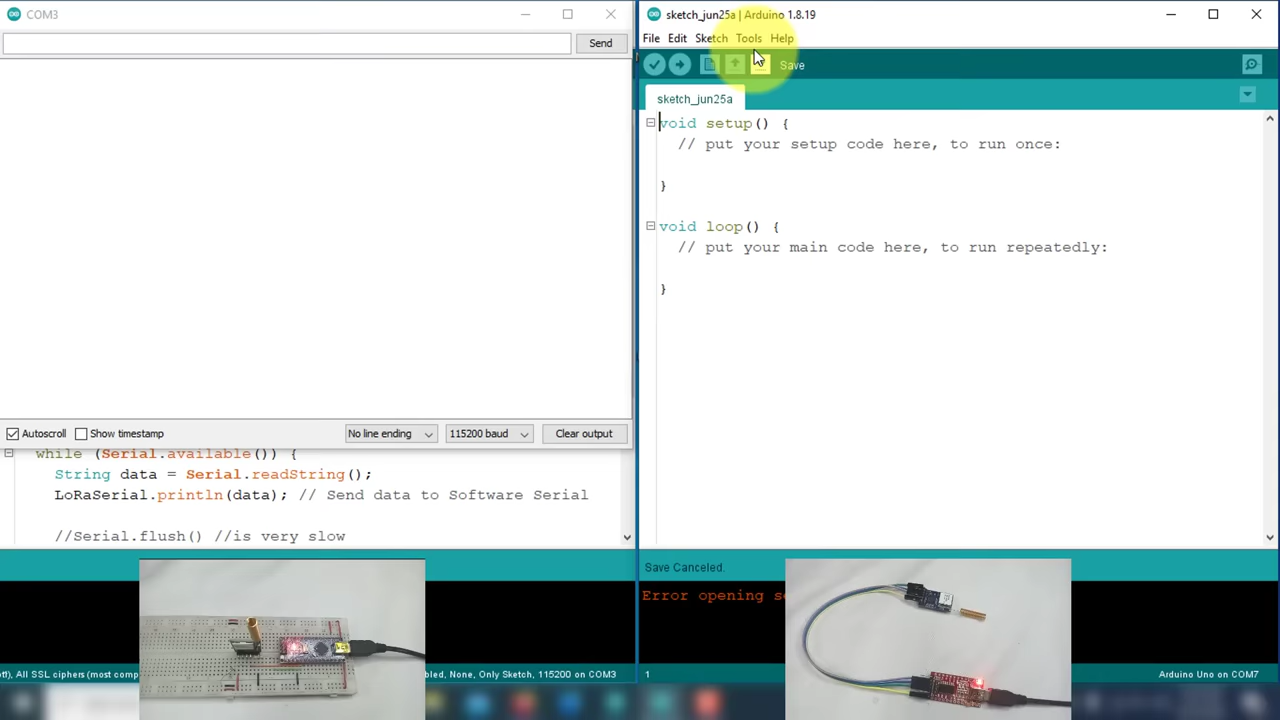 COM3
Send
Autoscroll
Show timestamp
No line ending
115200 baud
Clear output
while (Serial.available()) {
String data = Serial.readString();
LoRaSerial.println(data); // Send data to Software Serial
//Serial.flush() //is very slow
All SSL ciphers (most comp
None, Only Sketch, 115200 on COM3
sketch_jun25a | Arduino 1.8.19
File Edit Sketch Tools Help
Save
sketch_jun25a
void setup() {
// put your setup code here, to run once:
}
void loop() {
// put your main code here, to run repeatedly:
}
Save Canceled.
Error opening
1
Arduino Uno on COM7